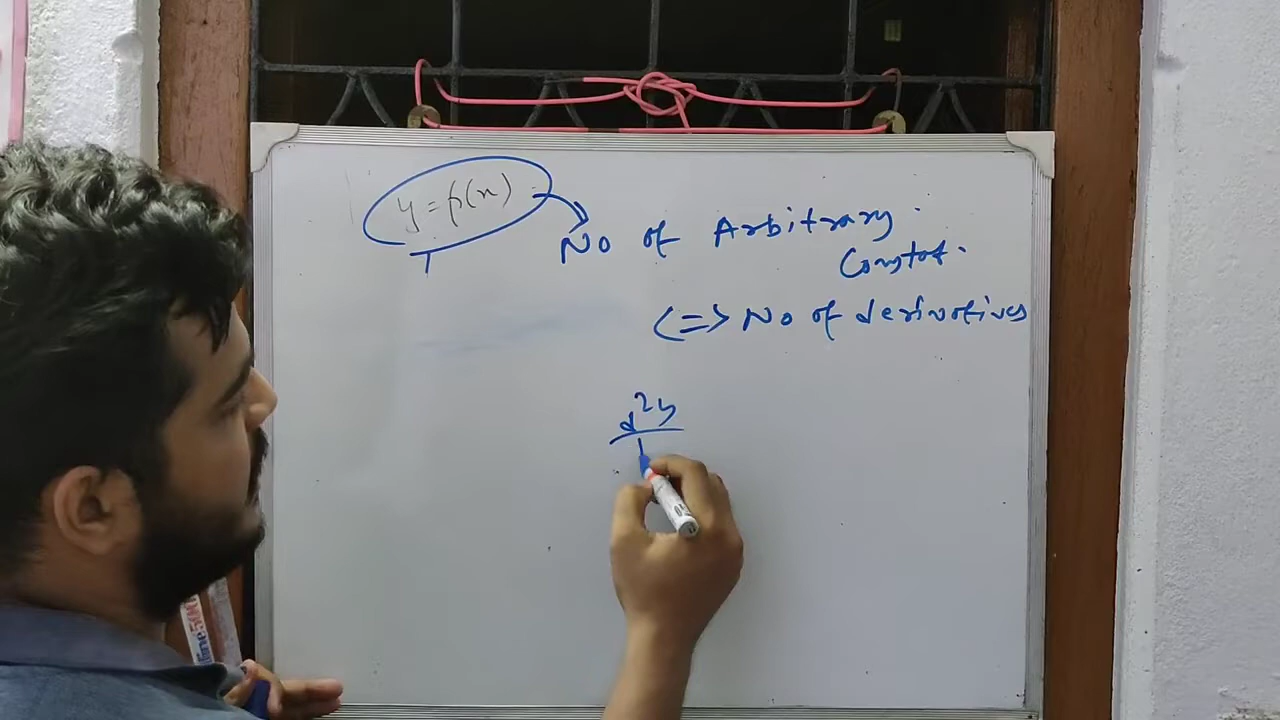 y = f(x)
No of Arbitrary
Constat.
<=> No of derivatives
d²y